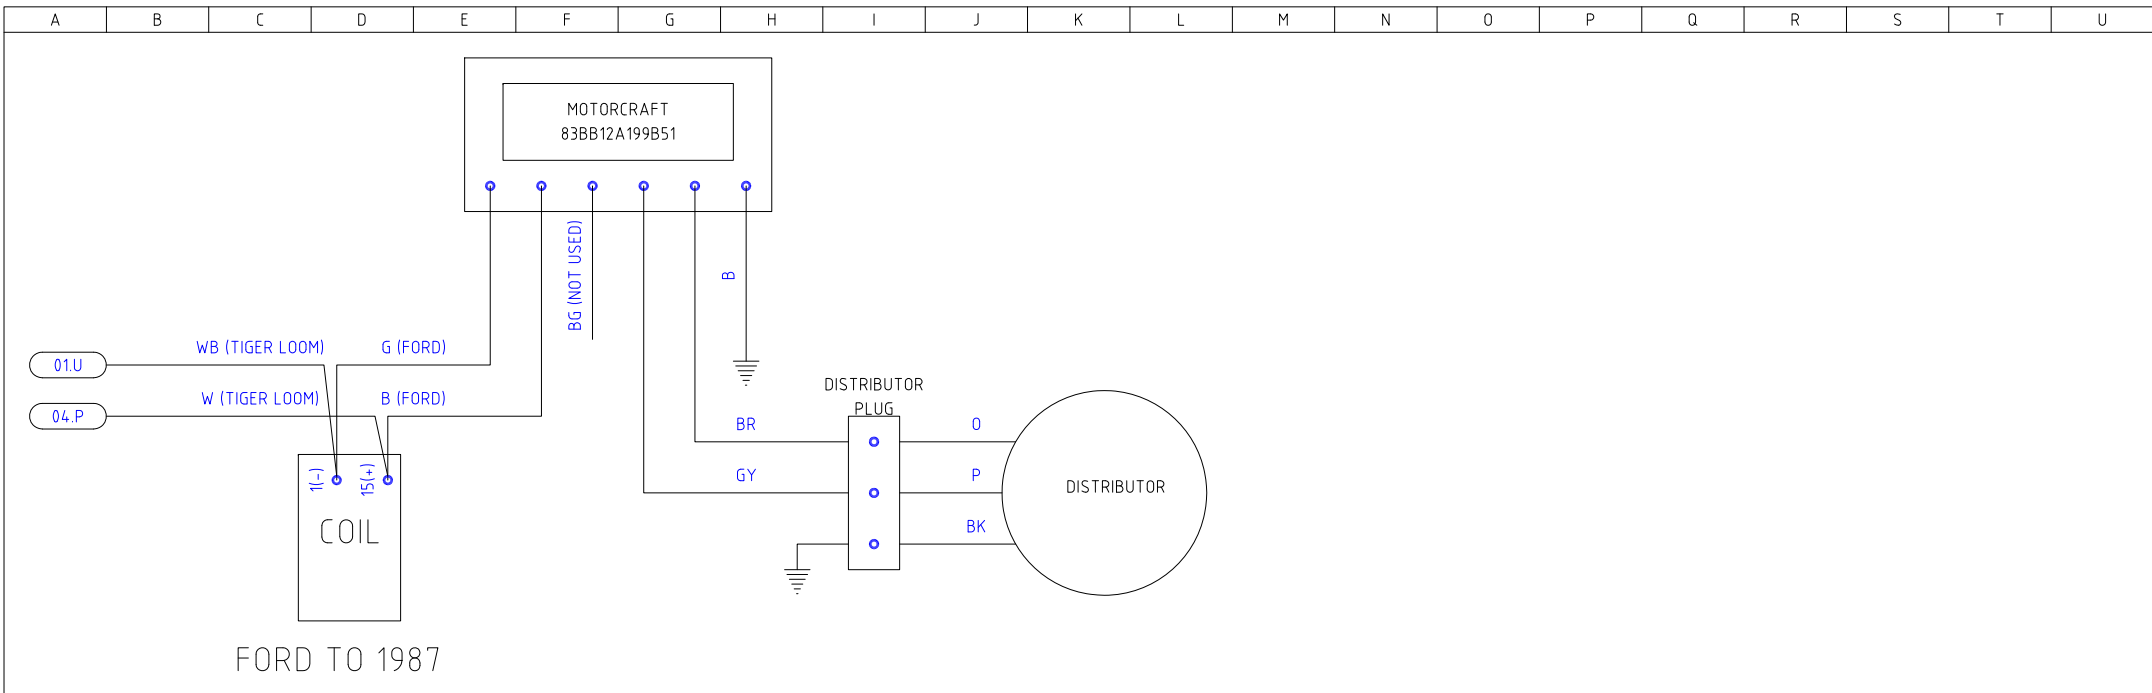 A B C D E F G H I J K L M N O P Q R S T U
MOTORCRAFT
83BB12A199B51
BG (NOT USED)
B
WB (TIGER LOOM) G (FORD)
01.U
W (TIGER LOOM) B (FORD)
04.P
DISTRIBUTOR
PLUG
BR O
GY P
BK
DISTRIBUTOR
1(-) 15(+)
COIL
FORD TO 1987